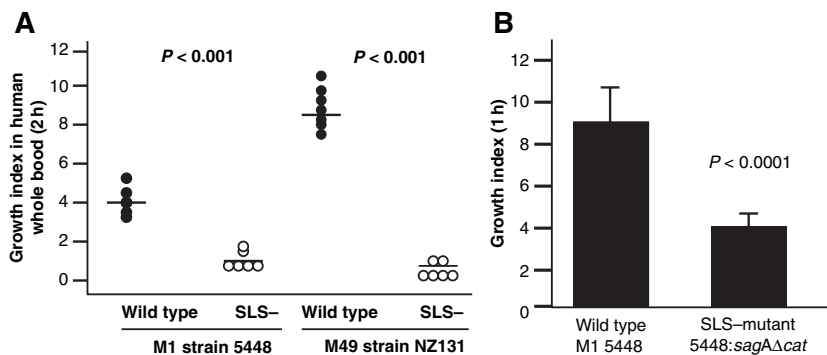 A
Growth index in human
whole bood (2 h)
12
10
8
6
4
2
0
P < 0.001
P < 0.001
Wild type
SLS–
Wild type
SLS–
M1 strain 5448
M49 strain NZ131
B
Growth index (1 h)
12
10
8
6
4
2
0
P < 0.0001
Wild type
M1 5448
SLS–mutant
5448:sagAΔcat